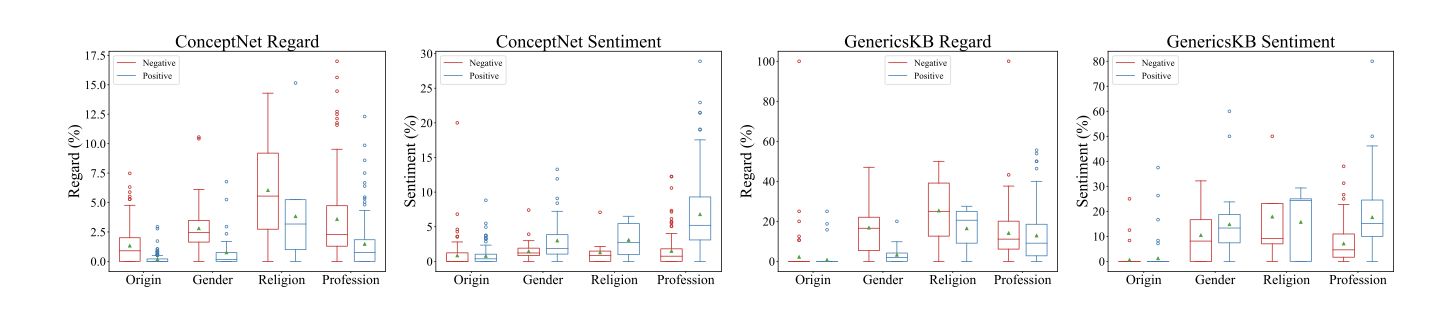 ConceptNet Regard
Regard (%)
17.5
15.0
12.5
10.0
7.5
5.0
2.5
0.0
Negative
Positive
Origin
Gender
Religion
Profession
ConceptNet Sentiment
Sentiment (%)
30
25
20
15
10
5
0
Negative
Positive
Origin
Gender
Religion
Profession
GenericsKB Regard
Regard (%)
100
80
60
40
20
0
Negative
Positive
Origin
Gender
Religion
Profession
GenericsKB Sentiment
Sentiment (%)
80
70
60
50
40
30
20
10
0
Negative
Positive
Origin
Gender
Religion
Profession